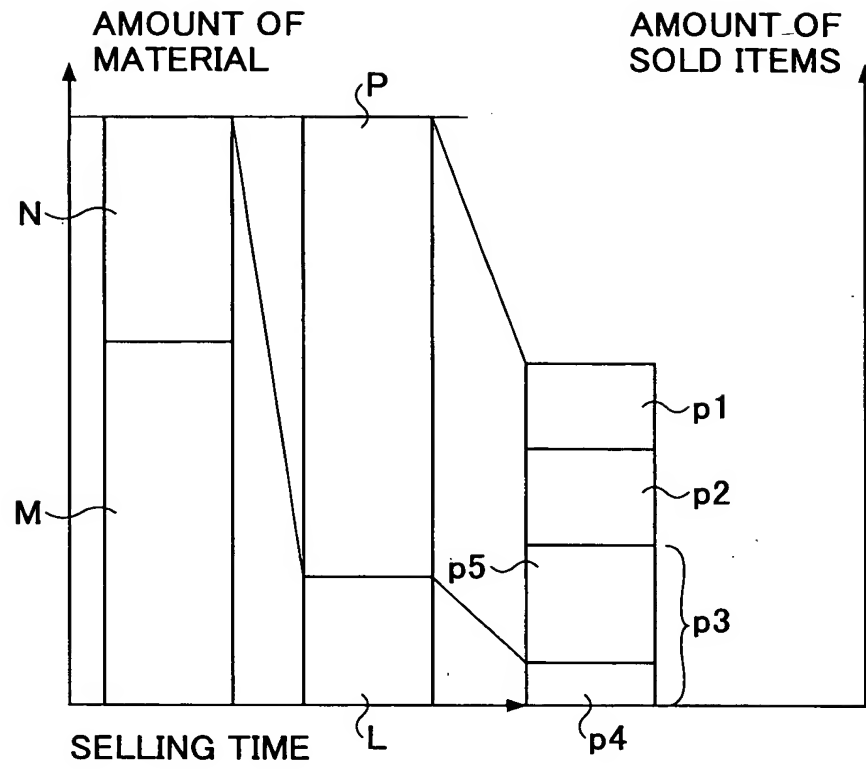 AMOUNT OF
MATERIAL
AMOUNT OF
SOLD ITEMS
P
N
M
p1
p2
p5
p3
L
p4
SELLING TIME